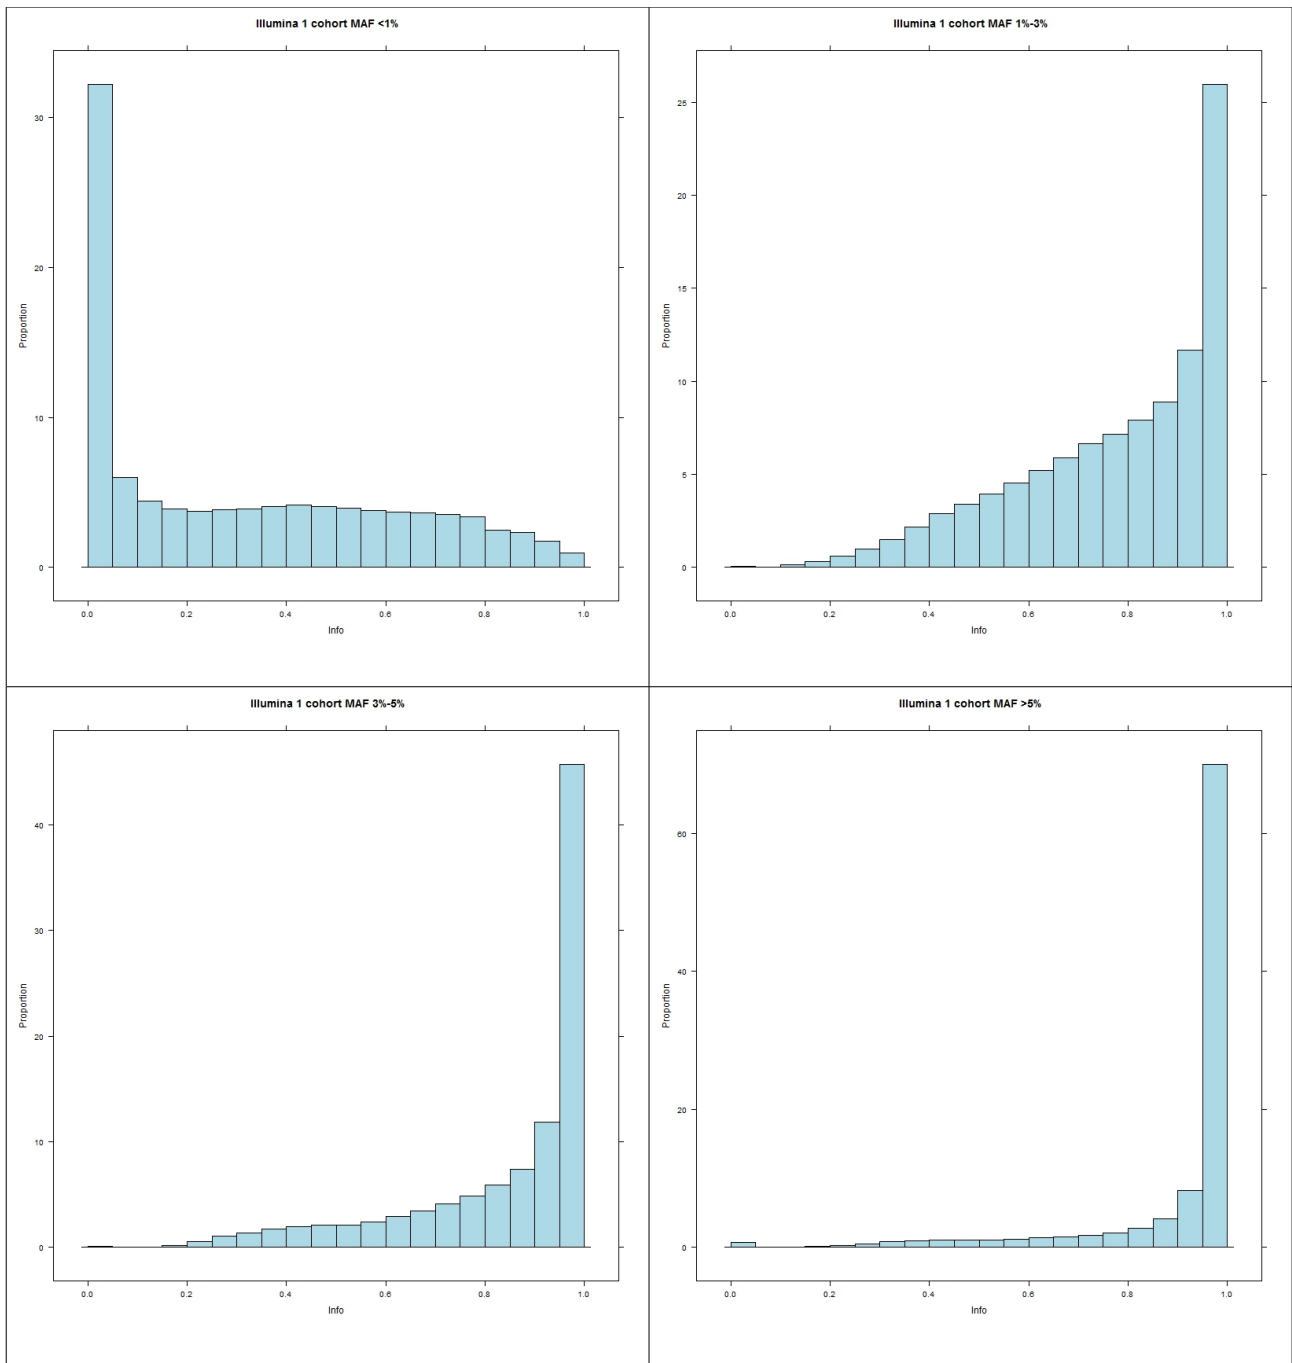 Illumina 1 cohort MAF <1%
30
20
10
0
Proportion
0.0 0.2 0.4 0.6 0.8 1.0
Info
Illumina 1 cohort MAF 1%-3%
25
20
15
10
5
0
Proportion
0.0 0.2 0.4 0.6 0.8 1.0
Info
Illumina 1 cohort MAF 3%-5%
40
30
20
10
0
Proportion
0.0 0.2 0.4 0.6 0.8 1.0
Info
Illumina 1 cohort MAF >5%
60
40
20
0
Proportion
0.0 0.2 0.4 0.6 0.8 1.0
Info